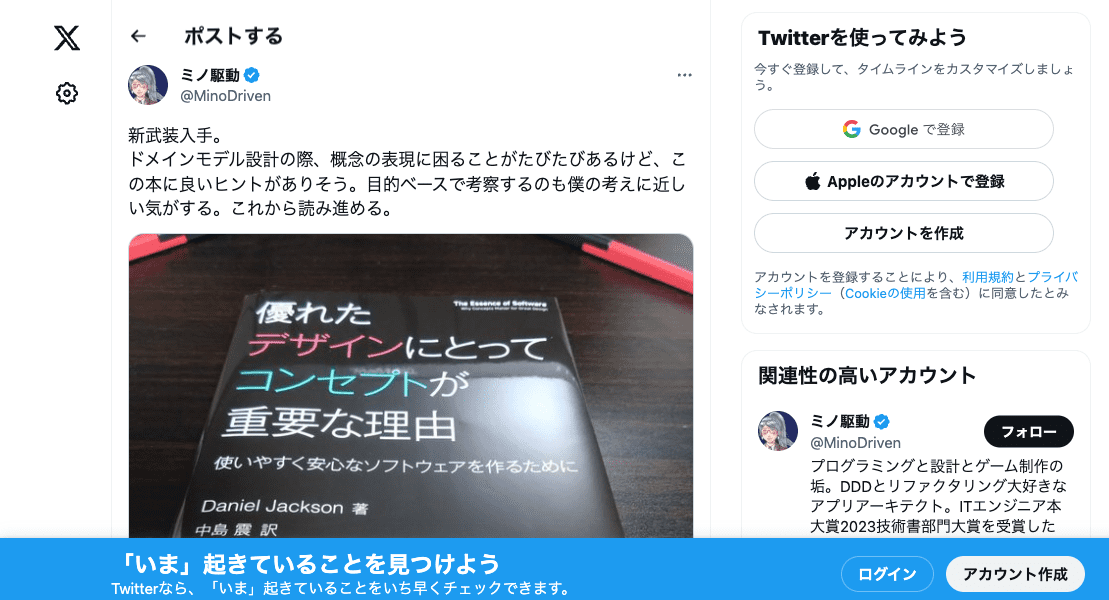 ポストする
ミノ駆動
@MinoDriven
新武装入手。
ドメインモデル設計の際、概念の表現に困ることがたびたびあるけど、こ
の本に良いヒントがありそう。目的ベースで考察するのも僕の考えに近し
い気がする。これから読み進める。
The Essence of Software
Why Concepts Matter for Great Design
優れた
デザインにとって
コンセプトが
重要な理由
使いやすく安心なソフトウェアを作るために
Daniel Jackson 著
中島 震 訳
Twitterを使ってみよう
今すぐ登録して、タイムラインをカスタマイズしましょ
う。
Google で登録
Appleのアカウントで登録
アカウントを作成
アカウントを登録することにより、利用規約とプライバ
シーポリシー（Cookieの使用を含む）に同意したとみ
なされます。
関連性の高いアカウント
ミノ駆動
@MinoDriven
フォロー
プログラミングと設計とゲーム制作の
垢。DDDとリファクタリング大好きな
アプリアーキテクト。ITエンジニア本
大賞2023技術書部門大賞を受賞した
「いま」起きていることを見つけよう
Twitterなら、「いま」起きていることをいち早くチェックできます。
ログイン
アカウント作成